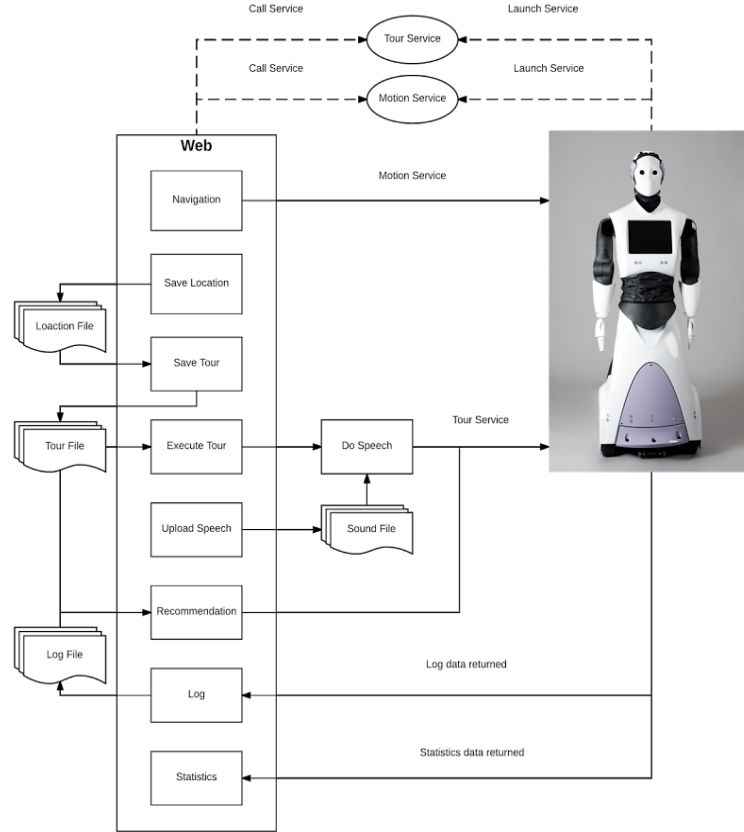 Call Service
Launch Service
Tour Service
Call Service
Launch Service
Motion Service
Web
Navigation
Motion Service
Save Location
Loaction File
Save Tour
Tour File
Execute Tour
Do Speech
Tour Service
Upload Speech
Sound File
Recommendation
Log File
Log
Log data returned
Statistics
Statistics data returned